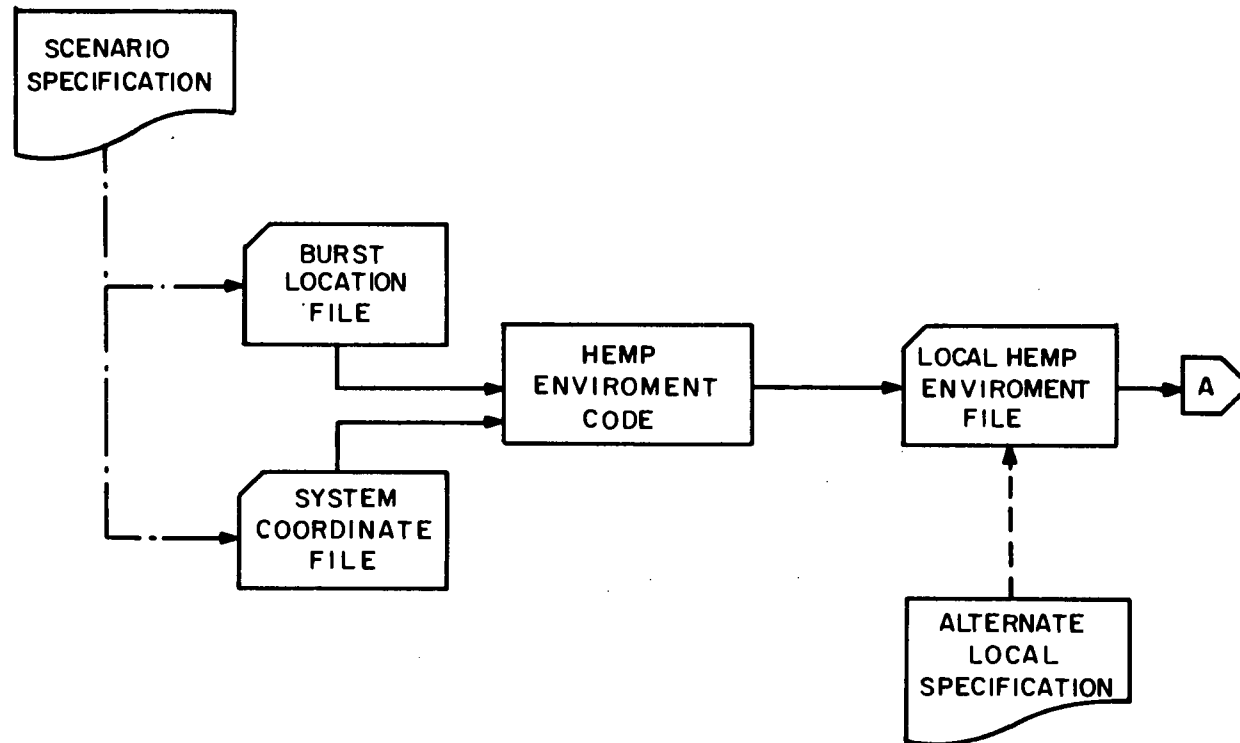 SCENARIO
SPECIFICATION
BURST
LOCATION
FILE
HEMP
ENVIROMENT
CODE
LOCAL HEMP
ENVIROMENT
FILE
A
SYSTEM
COORDINATE
FILE
ALTERNATE
LOCAL
SPECIFICATION